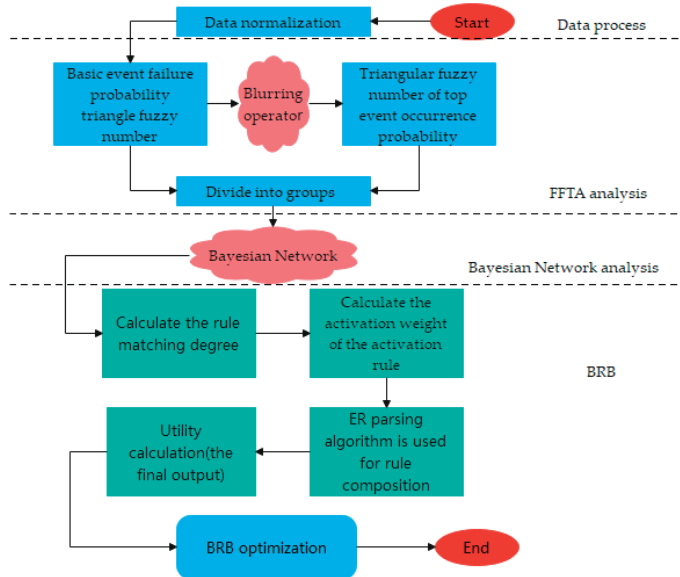 Data normalization
Start
Data process
Basic event failure
probability
triangle fuzzy
number
Blurring
operator
Triangular fuzzy
number of top
event occurrence
probability
Divide into groups
FFTA analysis
Bayesian Network
Bayesian Network analysis
Calculate the rule
matching degree
Calculate the
activation weight
of the activation
rule
BRB
Utility
calculation(the
final output)
ER parsing
algorithm is used
for rule
composition
BRB optimization
End